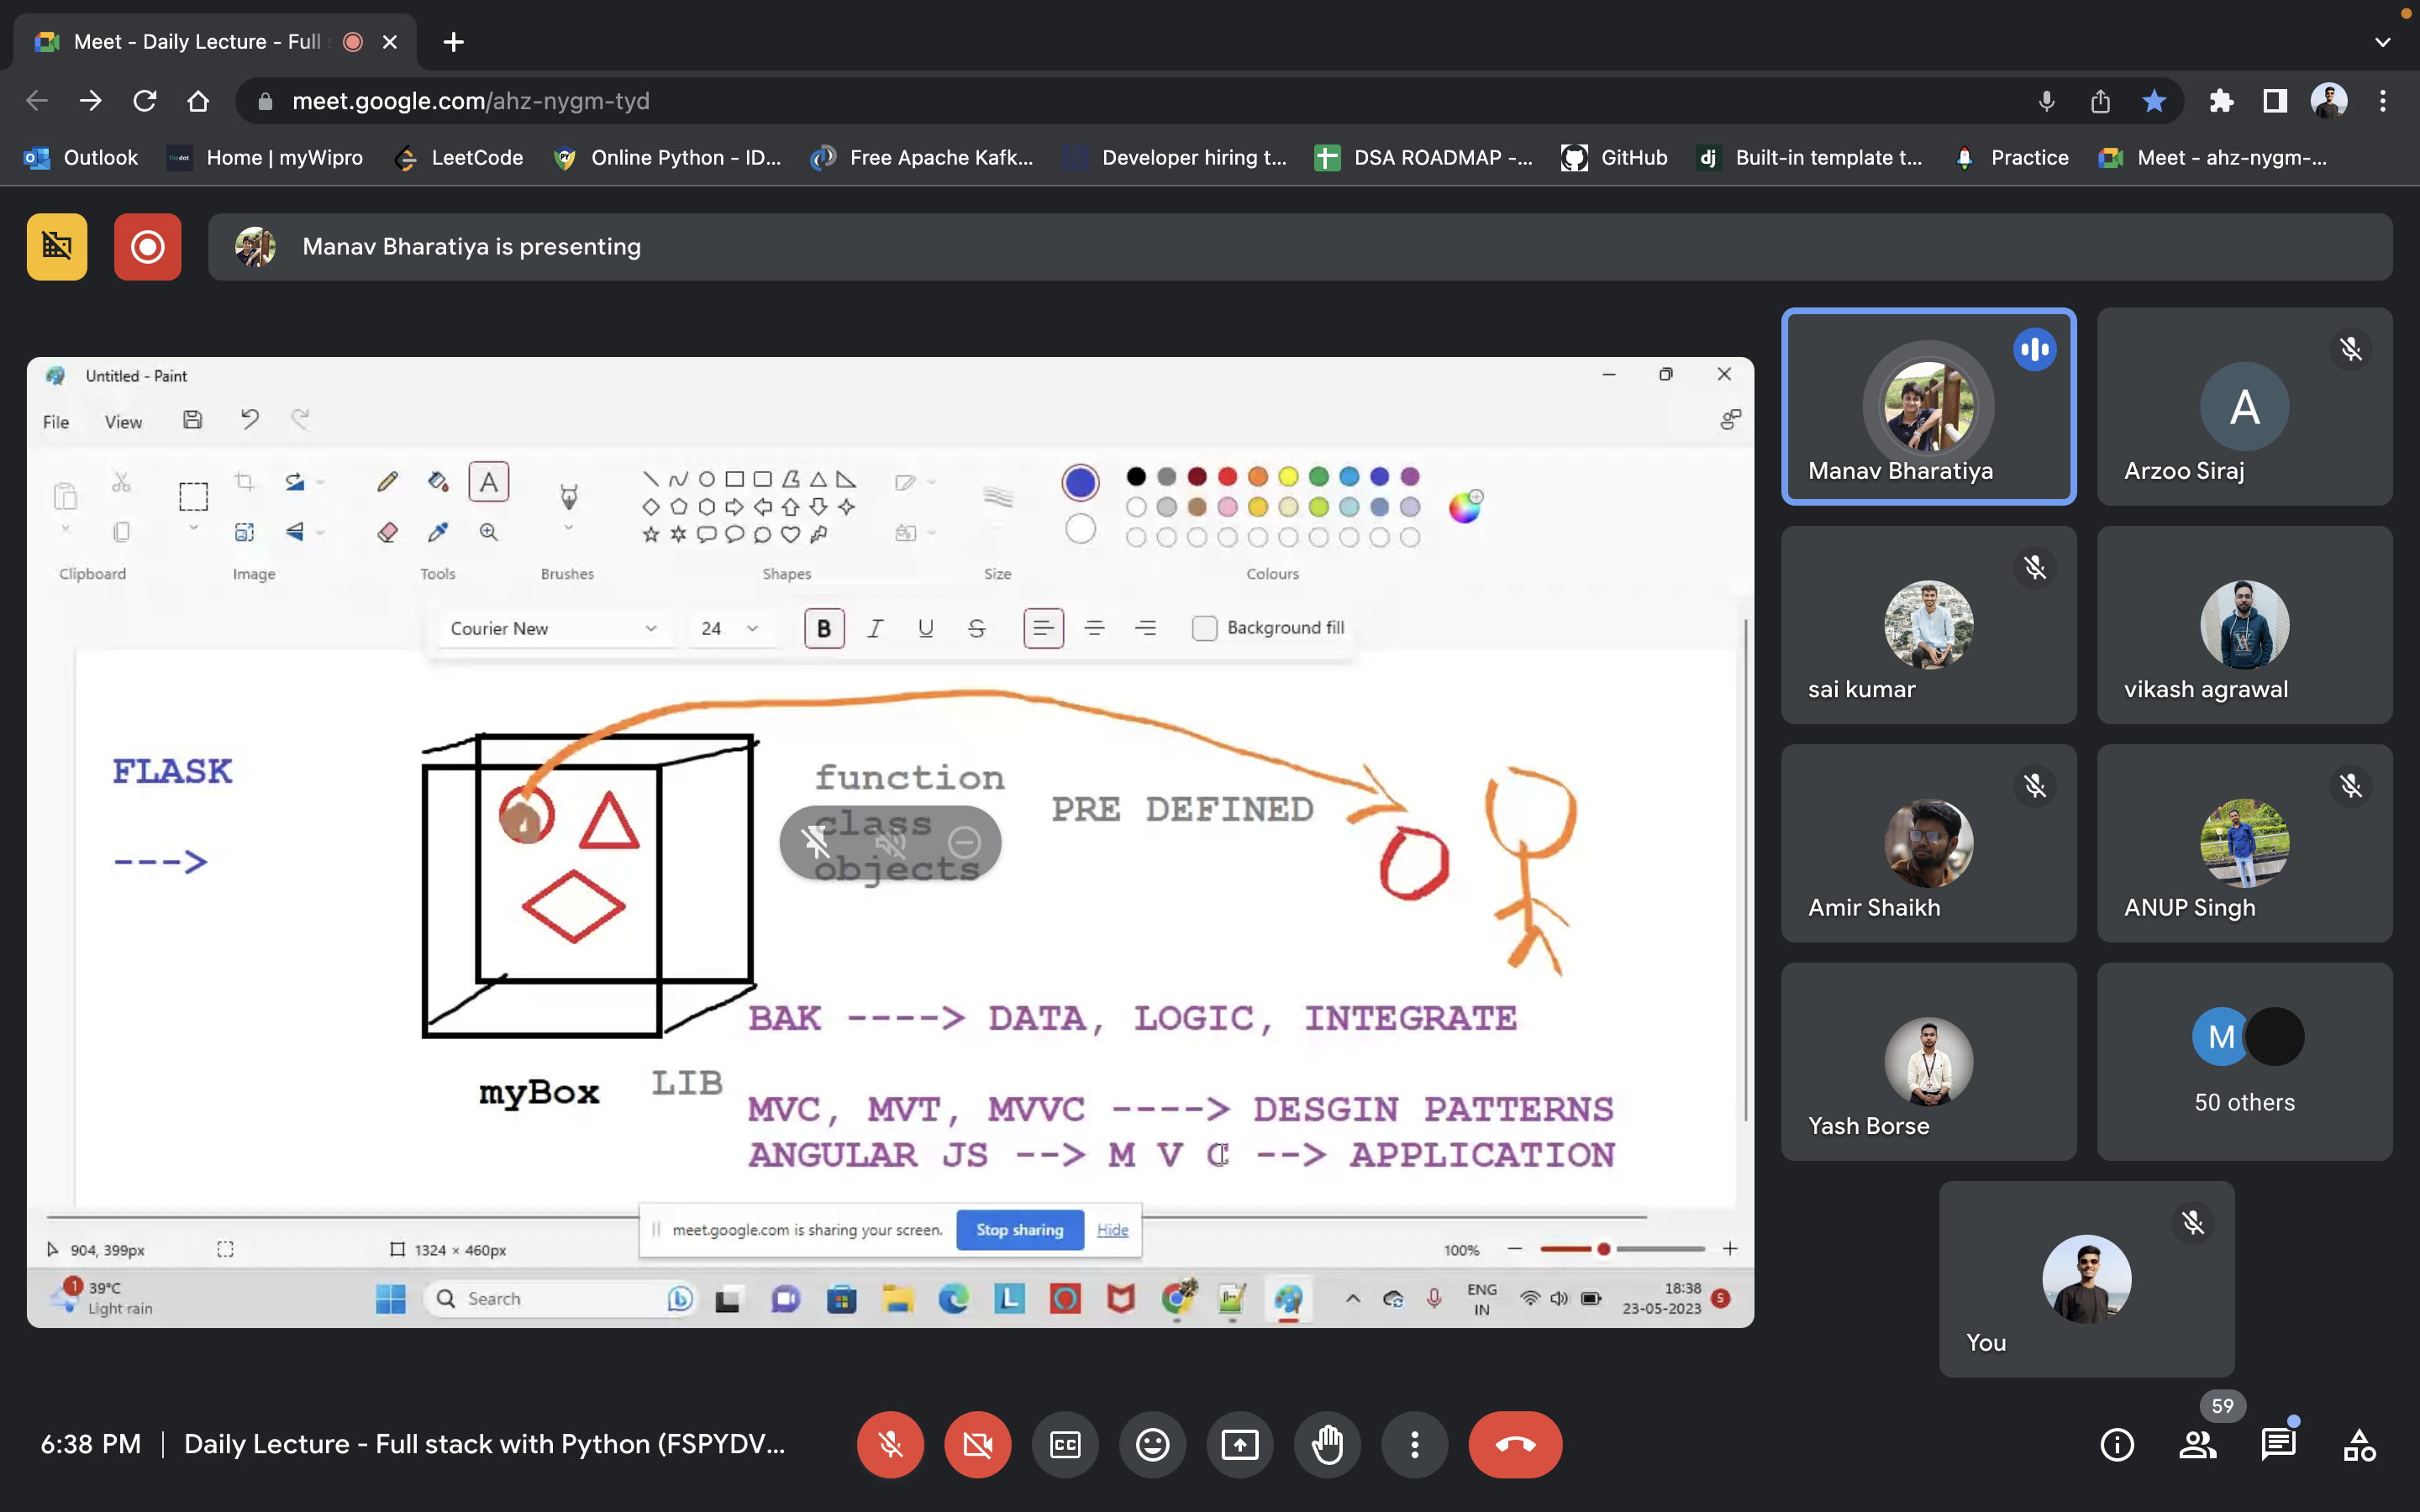 Meet - Daily Lecture - Full
meet.google.com/ahz-nygm-tyd
Outlook
Home | myWipro
LeetCode
Online Python - ID...
Free Apache Kafk...
Developer hiring t...
DSA ROADMAP -...
GitHub
Built-in template t...
Practice
Meet - ahz-nygm-...
Manav Bharatiya is presenting
Untitled - Paint
File
View
Clipboard
Image
Tools
Brushes
Shapes
Size
Colours
Courier New
24
B
I
U
S
Background fill
FLASK
--->
function
class
objects
PRE DEFINED
BAK ----> DATA, LOGIC, INTEGRATE
myBox
LIB
MVC, MVT, MVVC ----> DESGIN PATTERNS
ANGULAR JS --> M V C --> APPLICATION
meet.google.com is sharing your screen.
Stop sharing
Hide
904, 399px
1324 × 460px
100%
1
39°C
Light rain
Search
ENG
IN
18:38
23-05-2023
5
Manav Bharatiya
A
Arzoo Siraj
sai kumar
vikash agrawal
Amir Shaikh
ANUP Singh
Yash Borse
M
50 others
You
6:38 PM | Daily Lecture - Full stack with Python (FSPYDV...
59